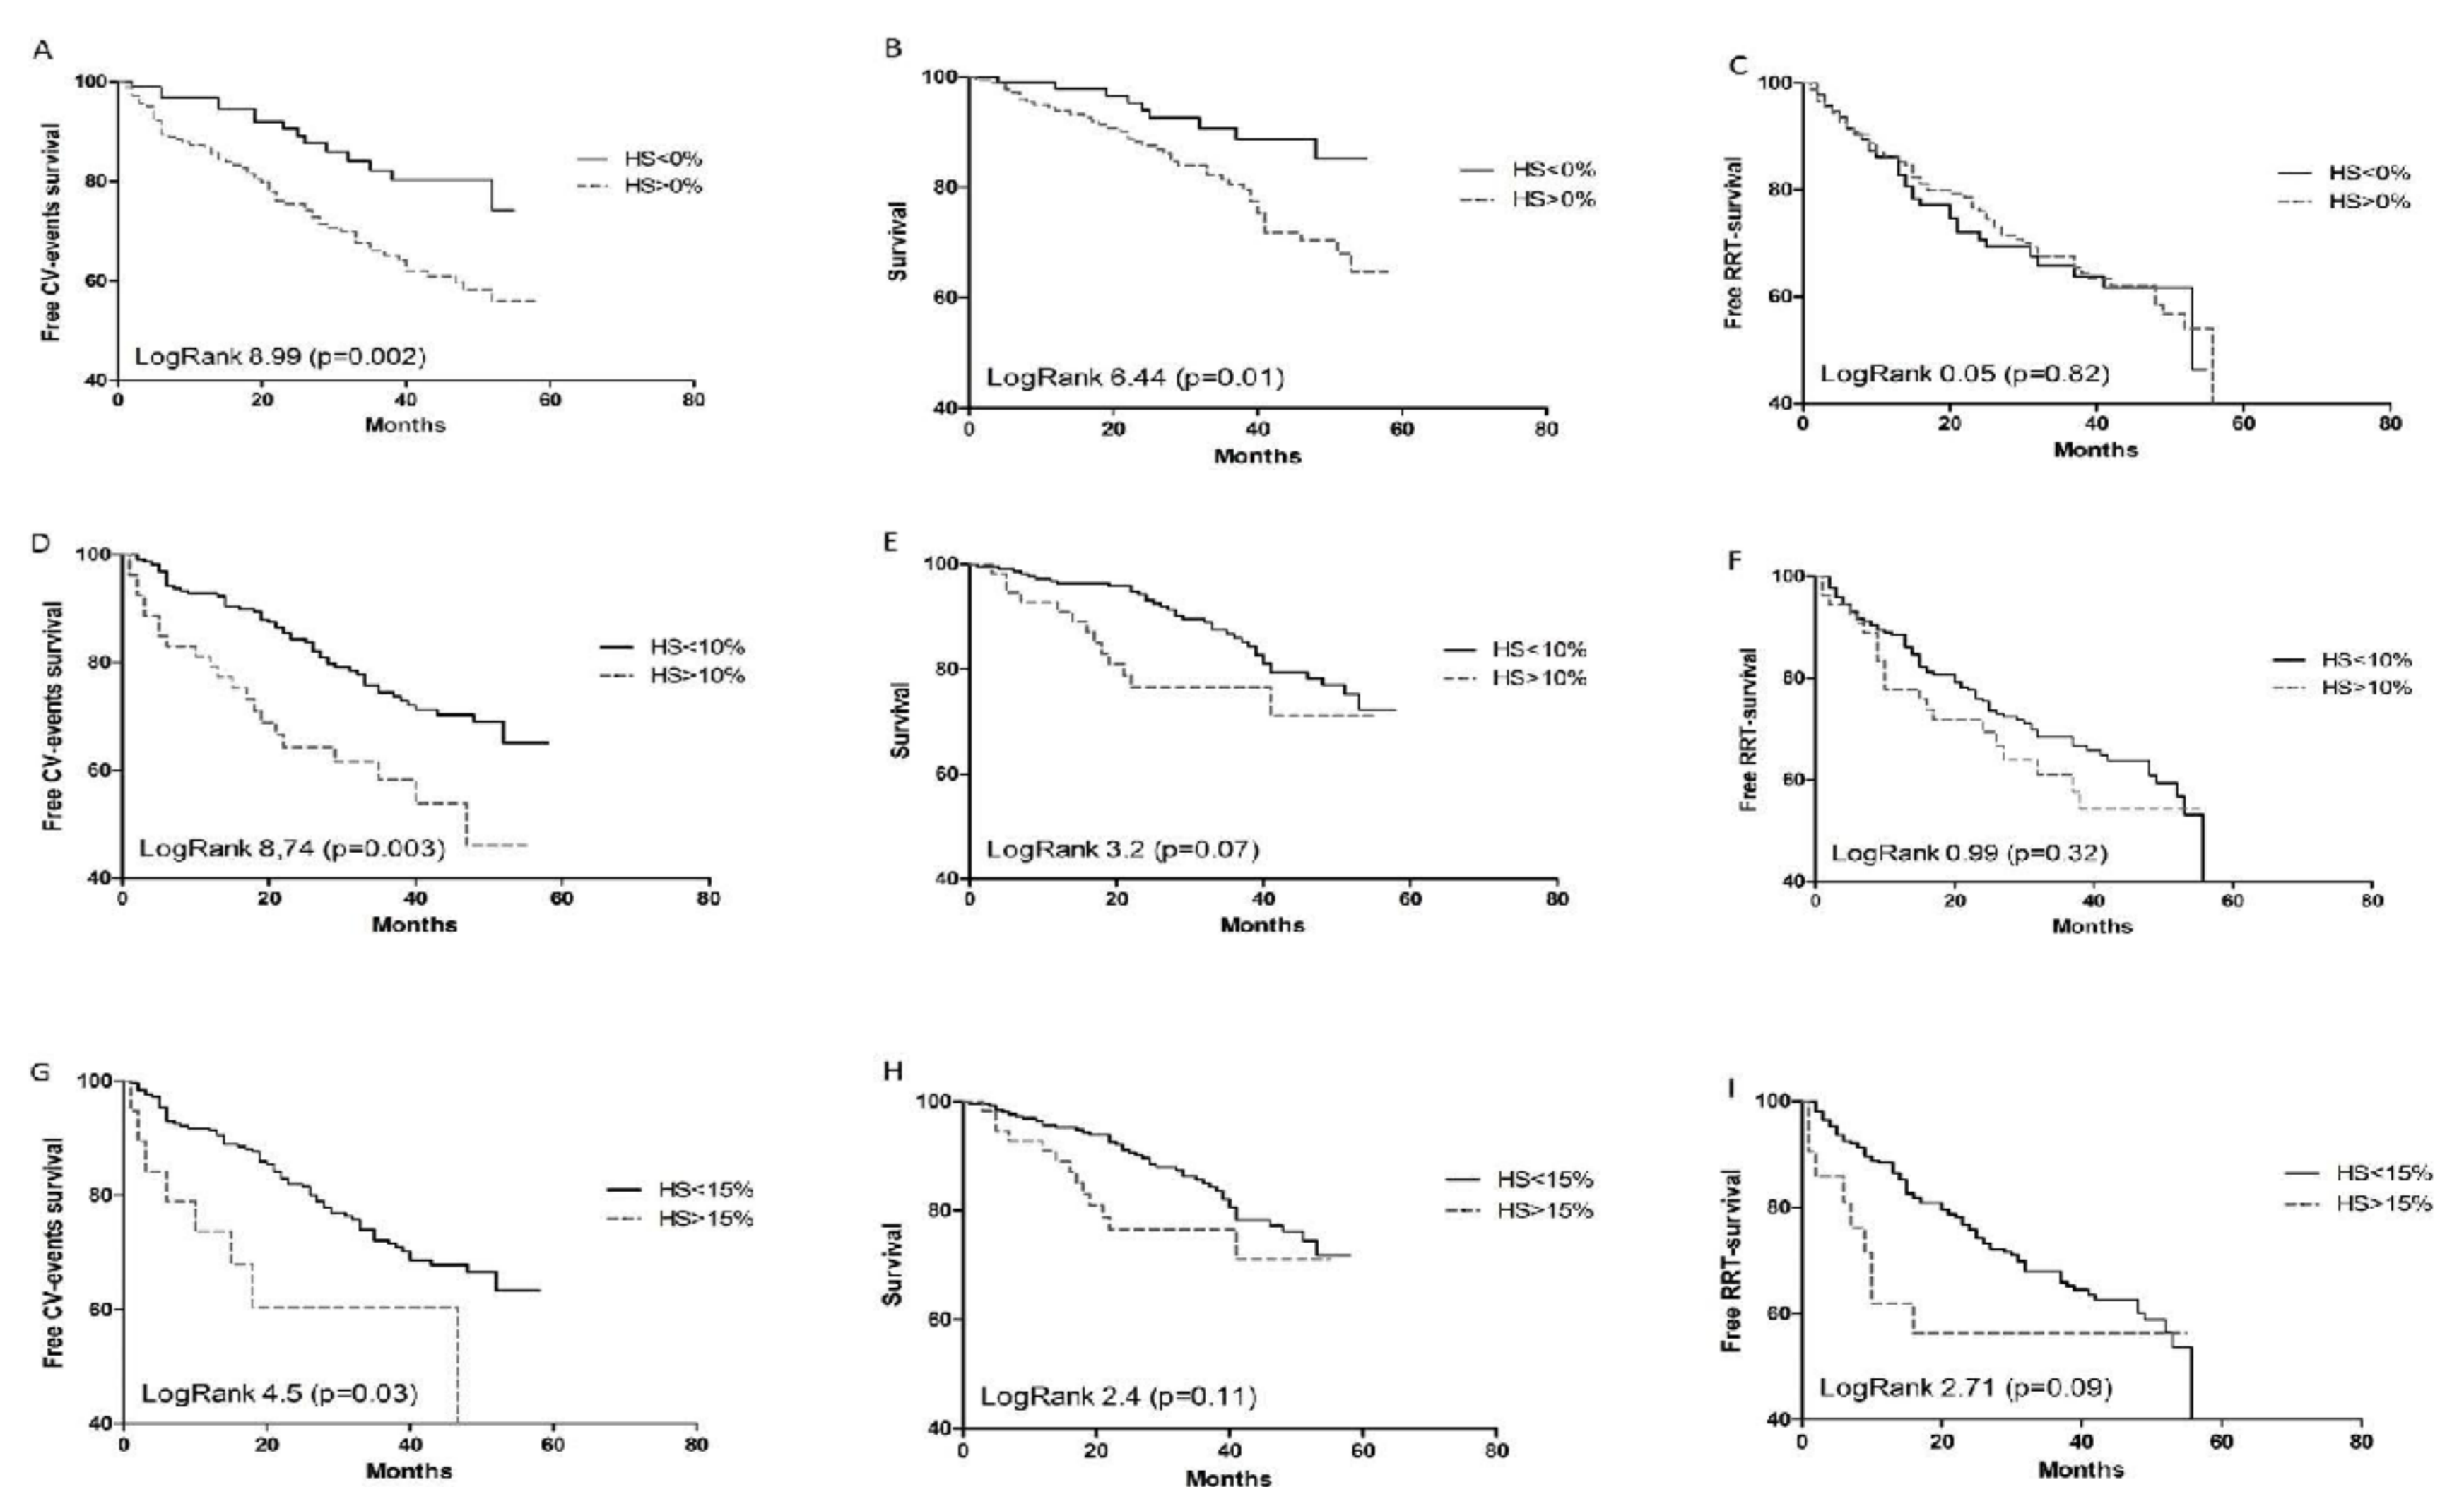 A
Free CV-events survival
100
80
60
40
HS<0%
HS>0%
LogRank 8.99 (p=0.002)
0 20 40 60 80
Months
B
Survival
100
80
60
40
HS<0%
HS>0%
LogRank 6.44 (p=0.01)
0 20 40 60 80
Months
C
Free RRT-survival
100
80
60
40
HS<0%
HS>0%
LogRank 0.05 (p=0.82)
0 20 40 60 80
Months
D
Free CV-events survival
100
80
60
40
HS<10%
HS>10%
LogRank 8,74 (p=0.003)
0 20 40 60 80
Months
E
Survival
100
80
60
40
HS<10%
HS>10%
LogRank 3.2 (p=0.07)
0 20 40 60 80
Months
F
Free RRT-survival
100
80
60
40
HS<10%
HS>10%
LogRank 0.99 (p=0.32)
0 20 40 60 80
Months
G
Free CV-events survival
100
80
60
40
HS<15%
HS>15%
LogRank 4.5 (p=0.03)
0 20 40 60 80
Months
H
Survival
100
80
60
40
HS<15%
HS>15%
LogRank 2.4 (p=0.11)
0 20 40 60 80
Months
I
Free RRT-survival
100
80
60
40
HS<15%
HS>15%
LogRank 2.71 (p=0.09)
0 20 40 60 80
Months